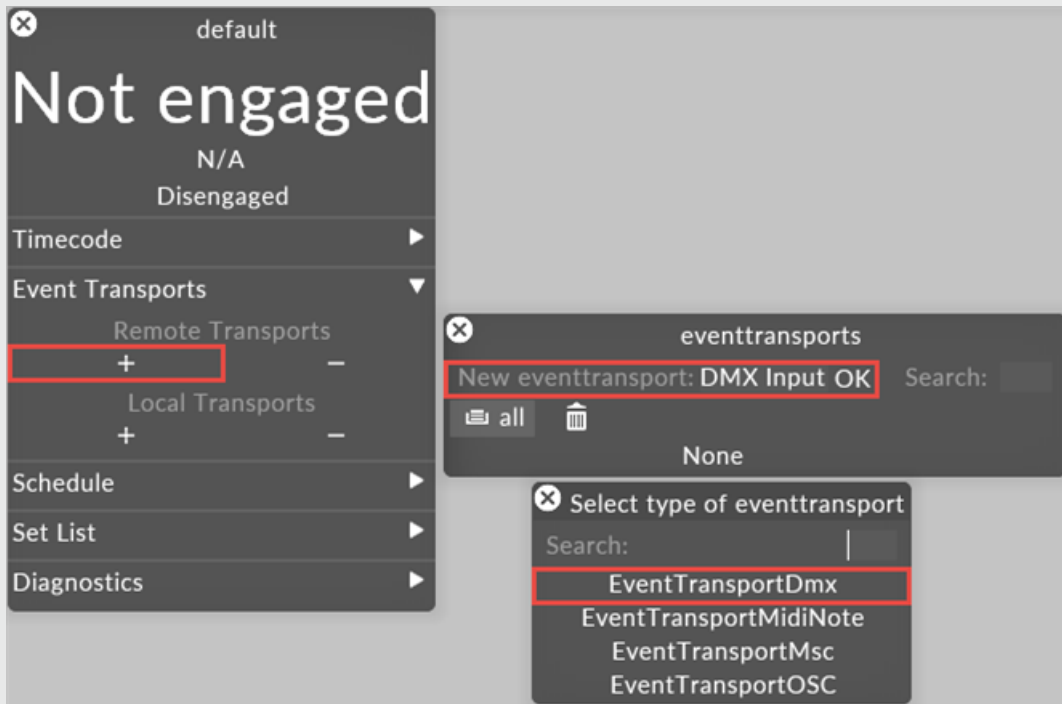 default
Not engaged
N/A
Disengaged
Timecode
Event Transports
Remote Transports
+ −
Local Transports
+ −
Schedule
Set List
Diagnostics
eventtransports
New eventtransport: DMX Input OK Search:
all
None
Select type of eventtransport
Search:
EventTransportDmx
EventTransportMidiNote
EventTransportMsc
EventTransportOSC